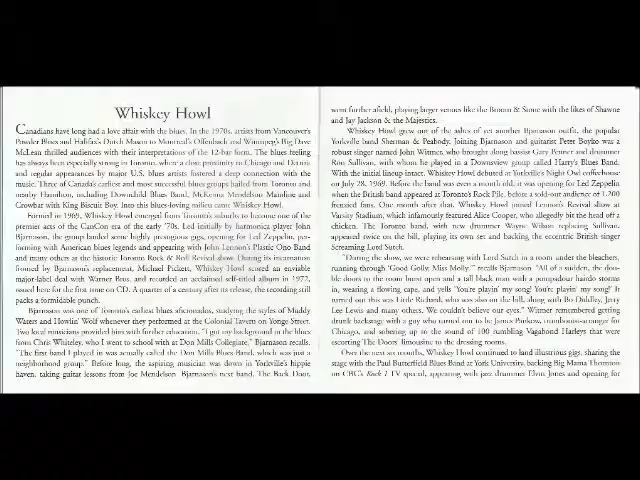 Whiskey Howl
Canadians have long had a love affair with the blues. In the 1970s, artists from Vancouver's
Powder Blues and Halifax's Dutch Mason to Montreal's Offenbach and Winnipeg's Big Dave
McLean thrilled audiences with their interpretations of the 12-bar form. The blues feeling
has always been especially strong in Toronto, where a close proximity to Chicago and Detroit
and regular appearances by major U.S. blues artists fostered a deep connection with the
music. Three of Canada's earliest and most successful blues groups hailed from Toronto and
nearby Hamilton, including Downchild Blues Band, McKenna Mendelson Mainline and
Crowbar with King Biscuit Boy. Into this blues-loving milieu came Whiskey Howl.
Formed in 1969, Whiskey Howl emerged from Toronto's suburbs to become one of the
premier acts of the CanCon era of the early '70s. Led initially by harmonica player John
Bjarnason, the group landed some highly prestigious gigs, opening for Led Zeppelin, per-
forming with American blues legends and appearing with John Lennon's Plastic Ono Band
and many others at the historic Toronto Rock & Roll Revival show. During its incarnation
fronted by Bjarnason's replacement, Michael Pickett, Whiskey Howl scored an enviable
major-label deal with Warner Bros. and recorded an acclaimed self-titled album in 1972,
issued here for the first time on CD. A quarter of a century after its release, the recording still
packs a formidable punch.
Bjarnason was one of Toronto's earliest blues aficionados, studying the styles of Muddy
Waters and Howlin' Wolf whenever they performed at the Colonial Tavern on Yonge Street.
Two local musicians provided him with further education. "I got my background in the blues
from Chris Whiteley, who I went to school with at Don Mills Collegiate," Bjarnason recalls.
"The first band I played in was actually called the Don Mills Blues Band, which was just a
neighborhood group." Before long, the aspiring musician was down in Yorkville's hippie
haven, taking guitar lessons from Joe Mendelson. Bjarnason's next band, The Back Door,
went further afield, playing larger venues like the Broom & Stone with the likes of Shawne
and Jay Jackson & the Majestics.
Whiskey Howl grew out of the ashes of yet another Bjarnason outfit, the popular
Yorkville band Sherman & Peabody. Joining Bjarnason and guitarist Peter Boyko was a
robust singer named John Witmer, who brought along bassist Gary Penner and drummer
Ron Sullivan, with whom he played in a Downsview group called Harry's Blues Band.
With the initial lineup intact, Whiskey Howl debuted at Yorkville's Night Owl coffeehouse
on July 28, 1969. Before the band was even a month old, it was opening for Led Zeppelin
when the British band appeared at Toronto's Rock Pile, before a sold-out audience of 1,200
frenzied fans. One month after that, Whiskey Howl joined Lennon's Revival show at
Varsity Stadium, which infamously featured Alice Cooper, who allegedly bit the head off a
chicken. The Toronto band, with new drummer Wayne Wilson replacing Sullivan,
appeared twice on the bill, playing its own set and backing the eccentric British singer
Screaming Lord Sutch.
"During the show, we were rehearsing with Lord Sutch in a room under the bleachers,
running through 'Good Golly, Miss Molly,'" recalls Bjarnason. "All of a sudden, the dou-
ble doors to the room burst open and a tall Black man with a pompadour hairdo storms
in, wearing a flowing cape, and yells 'You're playin' my song! You're playin' my song!' It
turned out this was Little Richard, who was also on the bill, along with Bo Diddley, Jerry
Lee Lewis and many others. We couldn't believe our eyes." Witmer remembered getting
drunk backstage with a guy who turned out to be James Pankow, trombonist-arranger for
Chicago, and sobering up to the sound of 100 rumbling Vagabond Harleys that were
escorting The Doors' limousine to the dressing rooms.
Over the next six months, Whiskey Howl continued to land illustrious gigs, sharing the
stage with the Paul Butterfield Blues Band at York University, backing Big Mama Thornton
on CBC's Rock 1 TV special, appearing with jazz drummer Elvin Jones and opening for